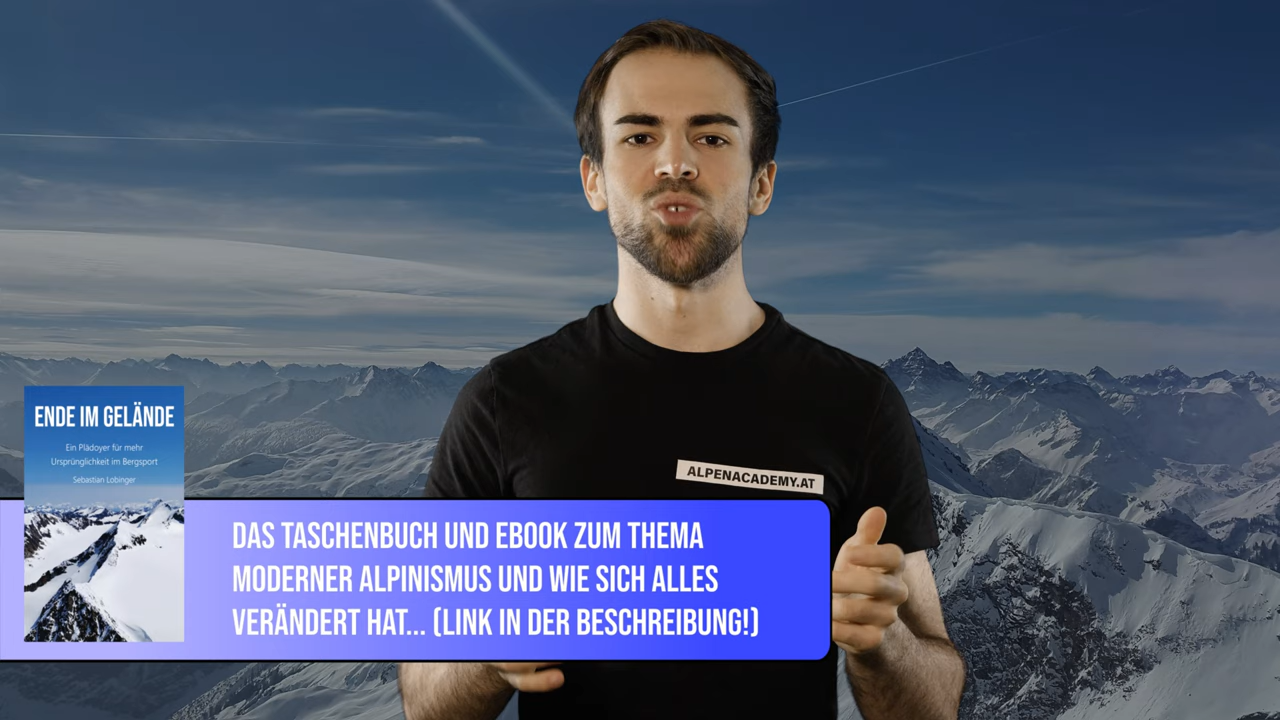 ALPENACADEMY.AT
ENDE IM GELÄNDE
Ein Plädoyer für mehr
Ursprünglichkeit im Bergsport
Sebastian Lobinger
DAS TASCHENBUCH UND EBOOK ZUM THEMA
MODERNER ALPINISMUS UND WIE SICH ALLES
VERÄNDERT HAT... (LINK IN DER BESCHREIBUNG!)